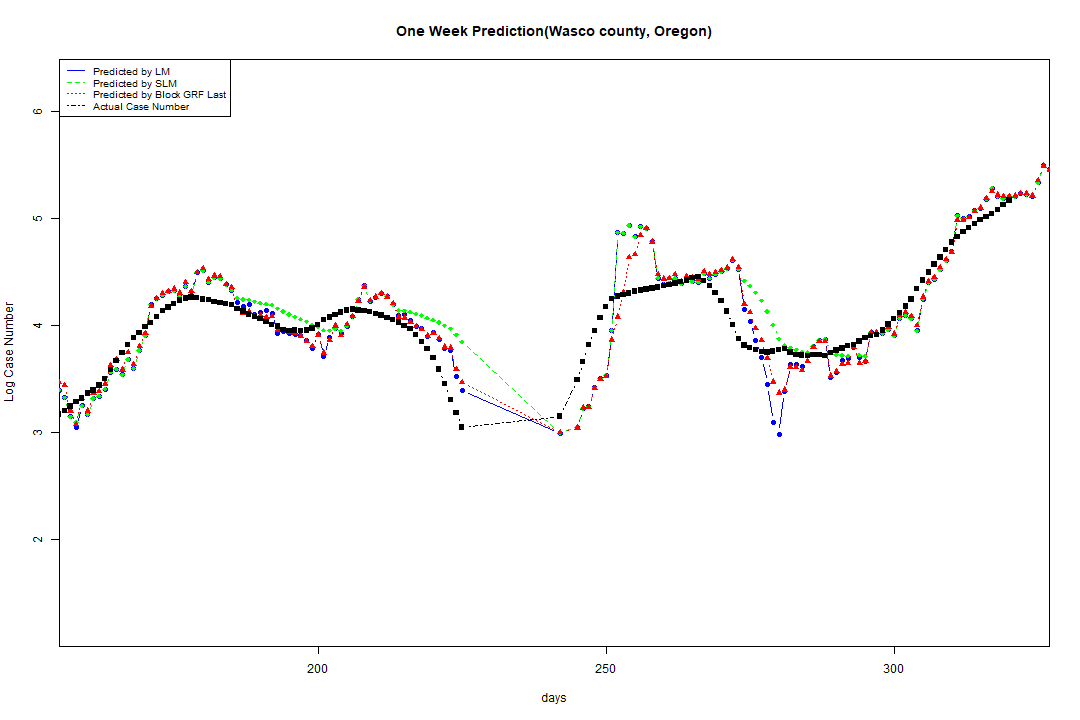 One Week Prediction(Wasco county, Oregon)
Predicted by LM
Predicted by SLM
Predicted by Block GRF Last
Actual Case Number
Log Case Number
6
5
4
3
2
200 250 300
days